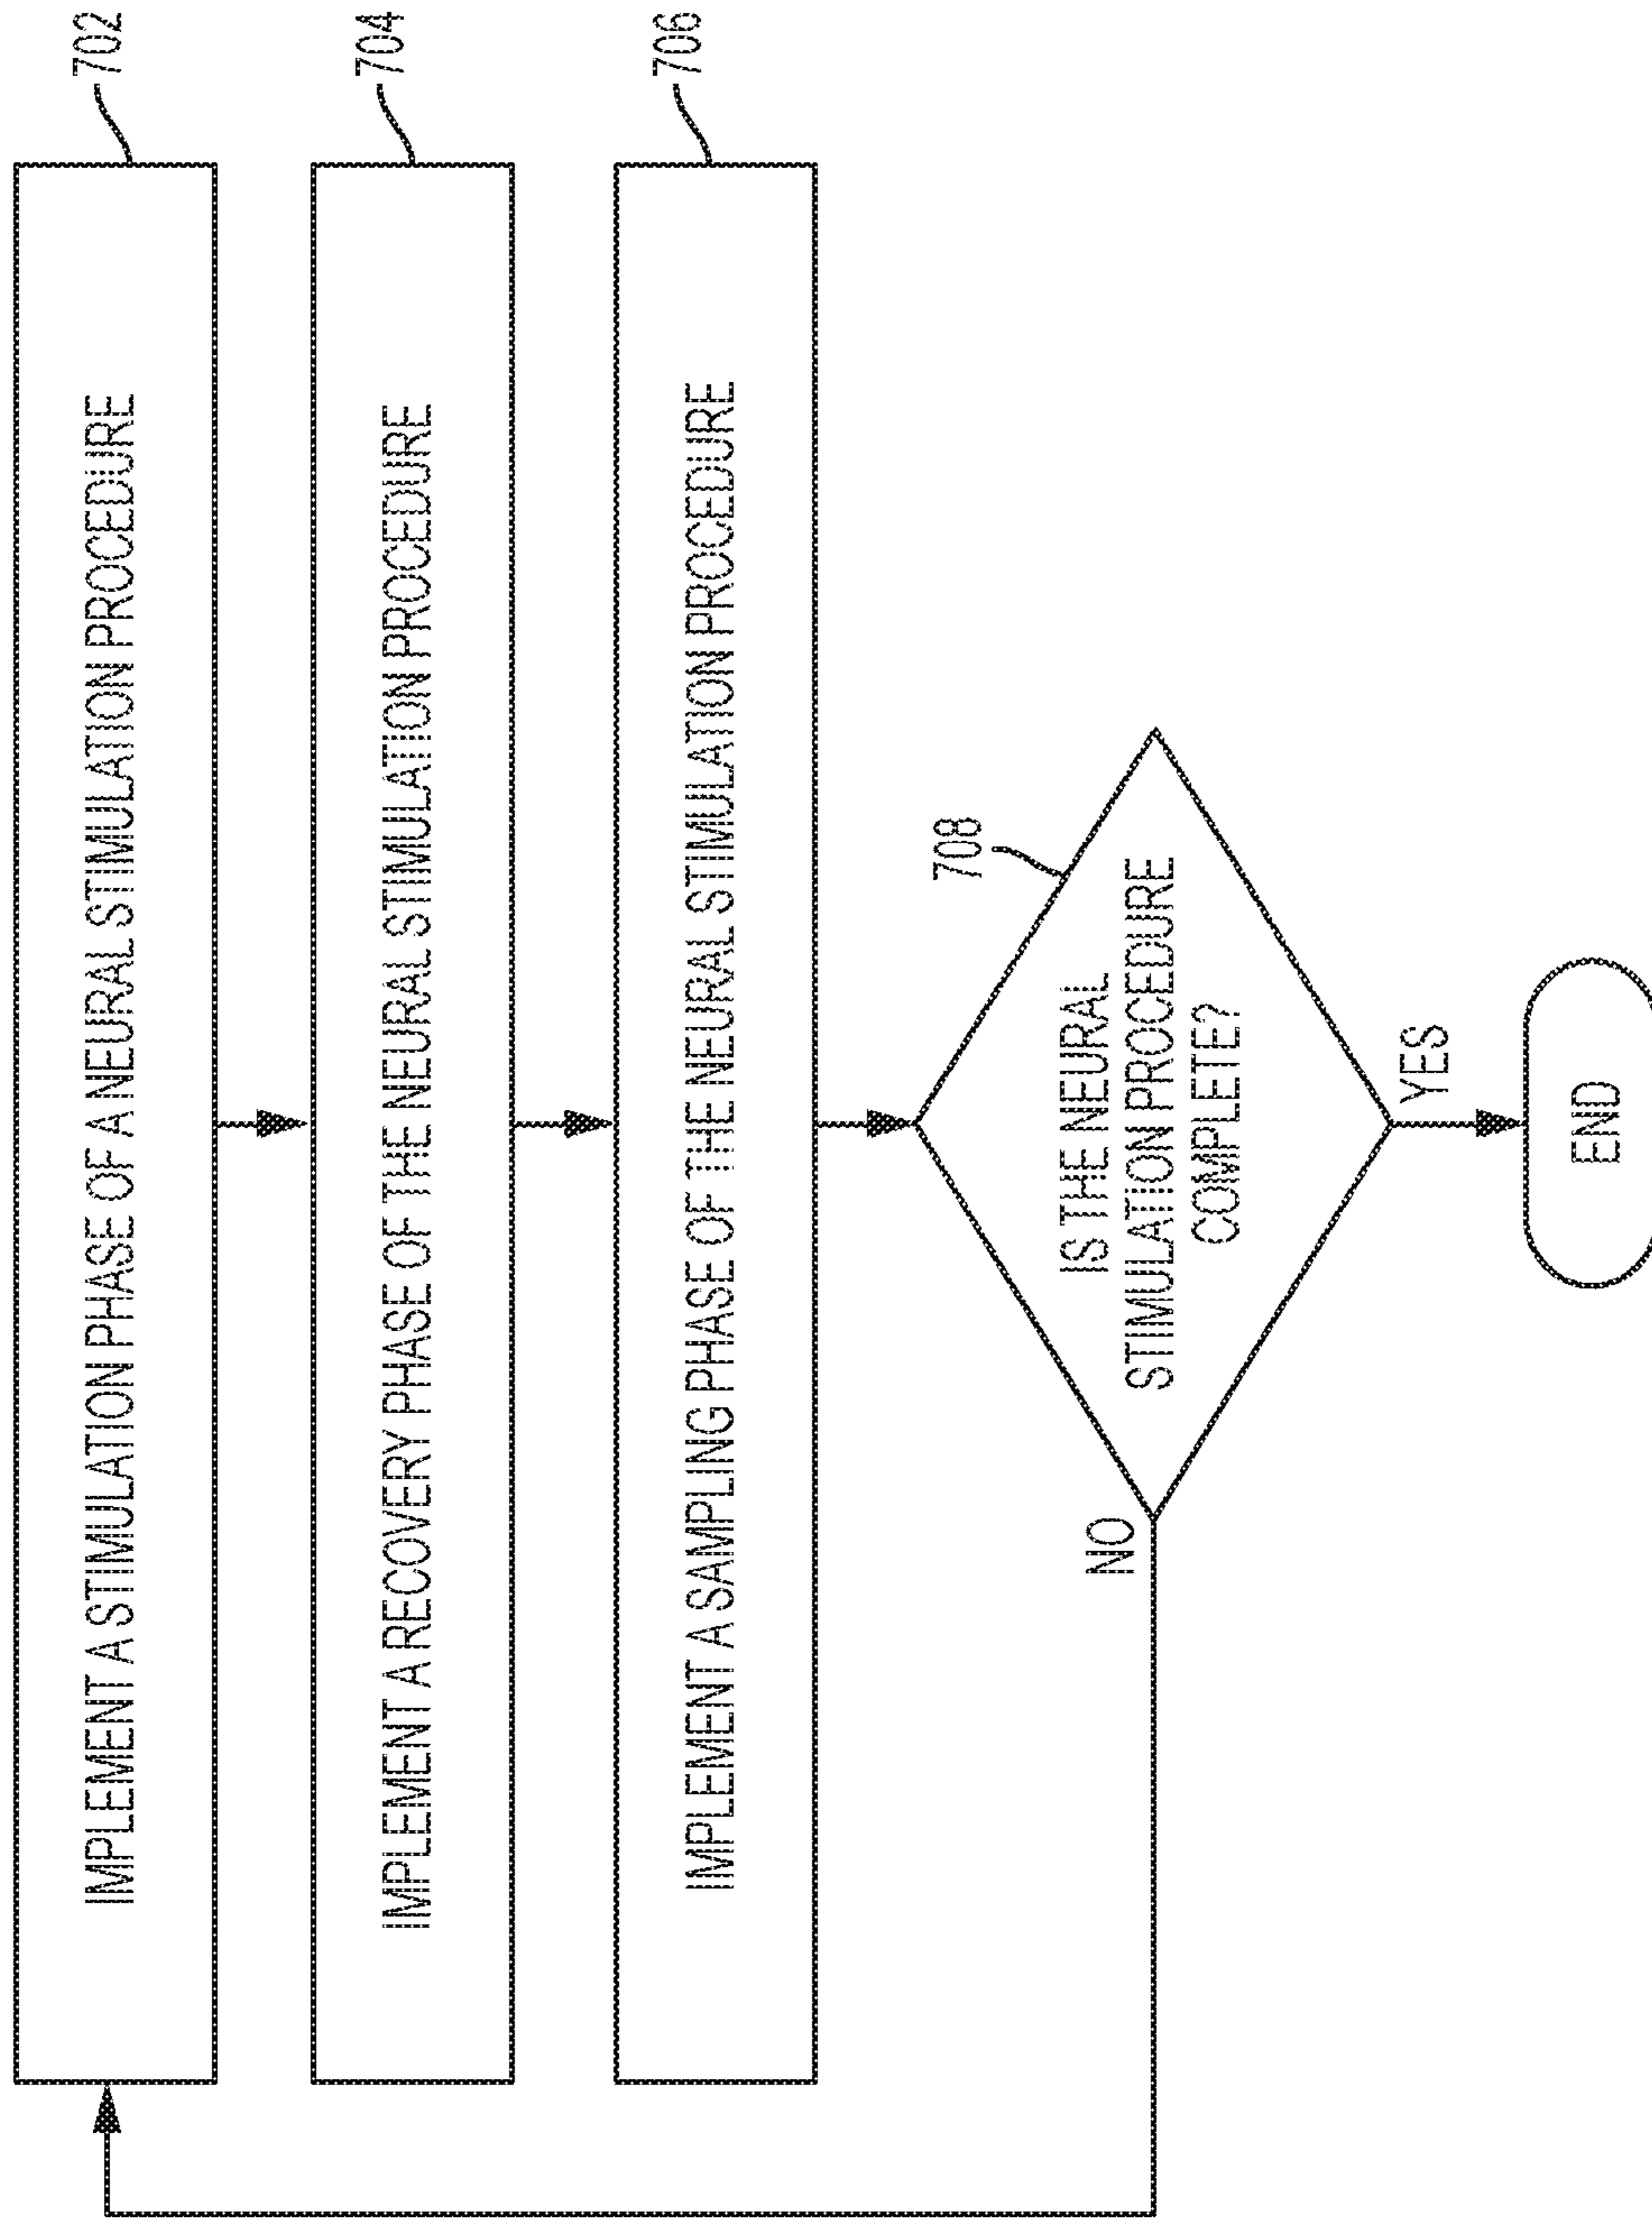 IMPLEMENT A STIMULATION PHASE OF A NEURAL STIMULATION PROCEDURE
702
IMPLEMENT A RECOVERY PHASE OF THE NEURAL STIMULATION PROCEDURE
704
IMPLEMENT A SAMPLING PHASE OF THE NEURAL STIMULATION PROCEDURE
706
708
IS THE NEURAL
STIMULATION PROCEDURE
COMPLETE?
NO
YES
END